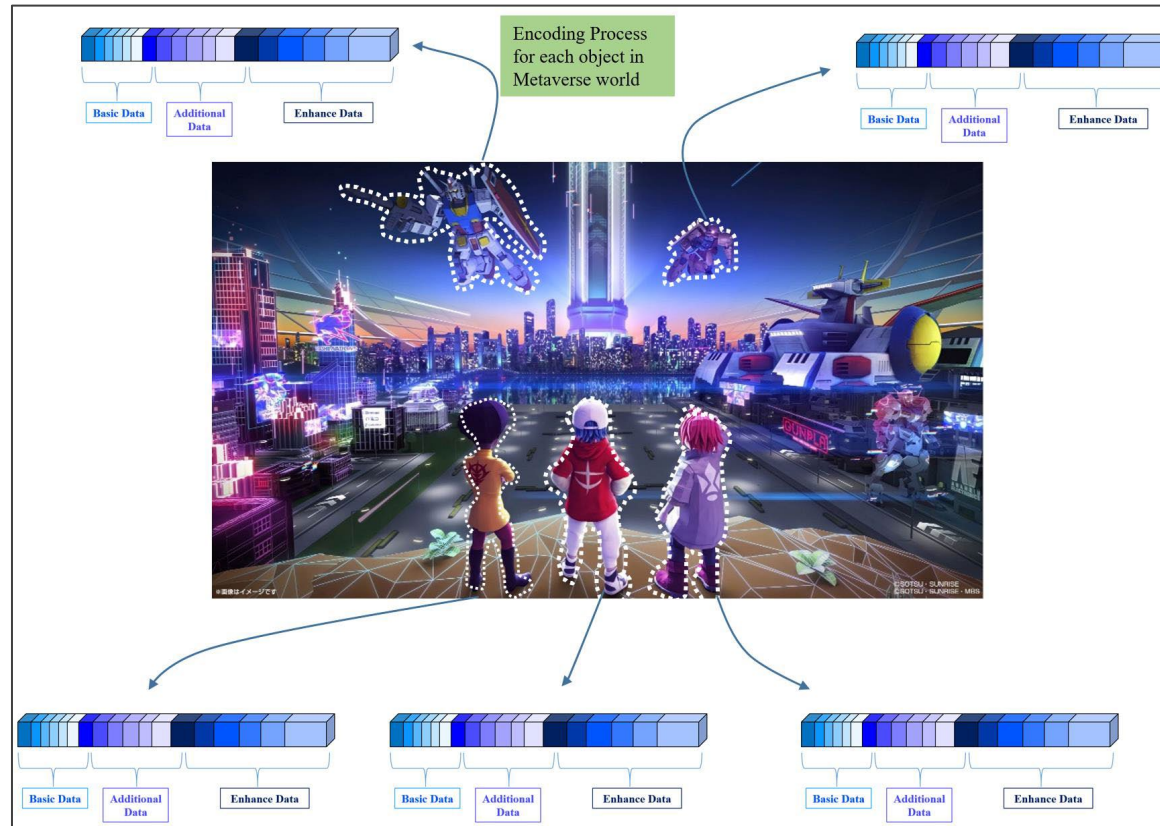 Encoding Process
for each object in
Metaverse world
Basic Data
Additional
Data
Enhance Data
Basic Data
Additional
Data
Enhance Data
GUNPLA
※画像はイメージです
©SOTSU・SUNRISE
©SOTSU・SUNRISE・MRS
Basic Data
Additional
Data
Enhance Data
Basic Data
Additional
Data
Enhance Data
Basic Data
Additional
Data
Enhance Data